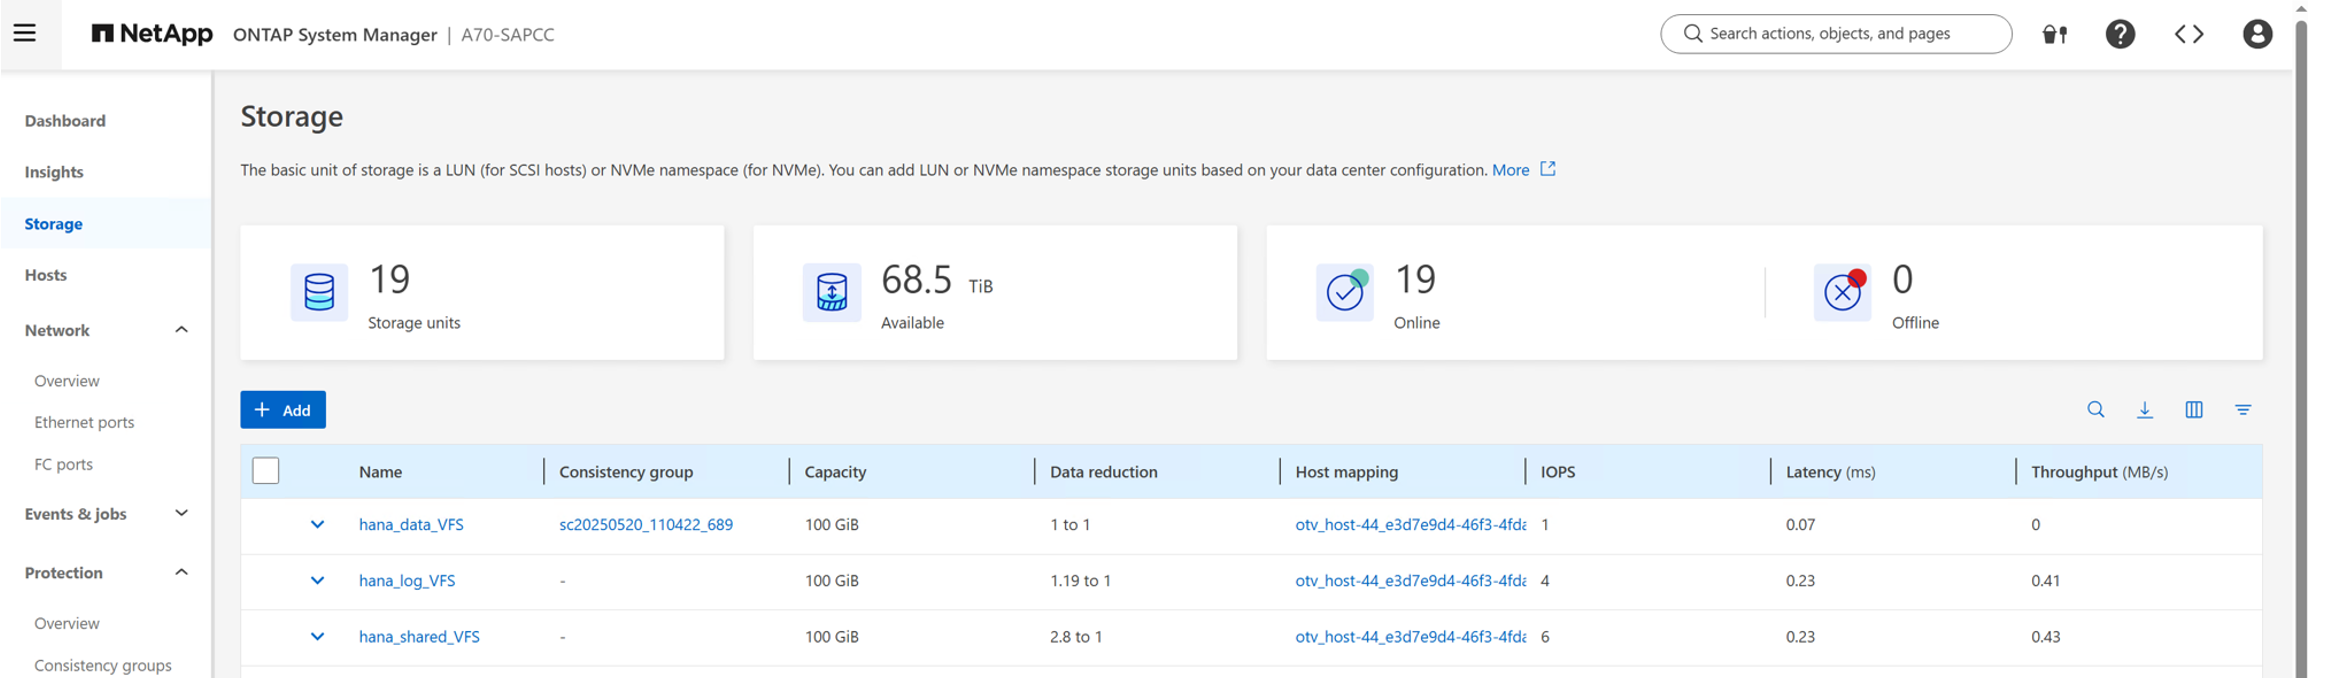 NetApp ONTAP System Manager | A70-SAPCC
Search actions, objects, and pages
Dashboard
Insights
Storage
Hosts
Network
Overview
Ethernet ports
FC ports
Events & jobs
Protection
Overview
Consistency groups
Storage
The basic unit of storage is a LUN (for SCSI hosts) or NVMe namespace (for NVMe). You can add LUN or NVMe namespace storage units based on your data center configuration. More
19
Storage units
68.5 TiB
Available
19
Online
0
Offline
+ Add
Name Consistency group Capacity Data reduction Host mapping IOPS Latency (ms) Throughput (MB/s)
hana_data_VFS sc20250520_110422_689 100 GiB 1 to 1 otv_host-44_e3d7e9d4-46f3-4fda 1 0.07 0
hana_log_VFS - 100 GiB 1.19 to 1 otv_host-44_e3d7e9d4-46f3-4fda 4 0.23 0.41
hana_shared_VFS - 100 GiB 2.8 to 1 otv_host-44_e3d7e9d4-46f3-4fda 6 0.23 0.43